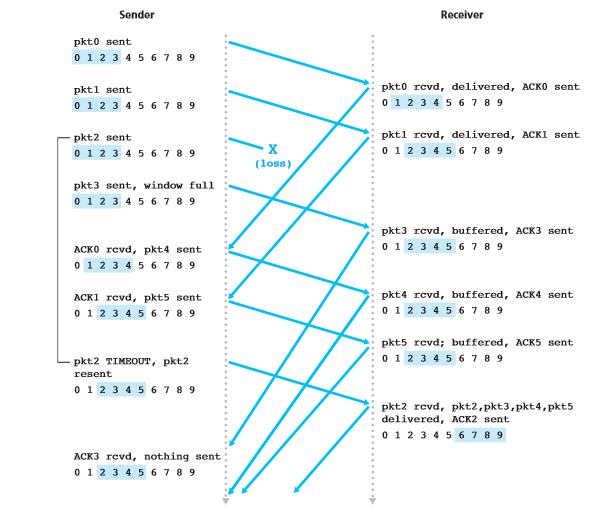 Sender
Receiver
pkt0 sent
0 1 2 3 4 5 6 7 8 9
pkt0 rcvd, delivered, ACK0 sent
0 1 2 3 4 5 6 7 8 9
pkt1 sent
0 1 2 3 4 5 6 7 8 9
pkt1 rcvd, delivered, ACK1 sent
0 1 2 3 4 5 6 7 8 9
pkt2 sent
0 1 2 3 4 5 6 7 8 9
X
(loss)
pkt3 sent, window full
0 1 2 3 4 5 6 7 8 9
pkt3 rcvd, buffered, ACK3 sent
0 1 2 3 4 5 6 7 8 9
ACK0 rcvd, pkt4 sent
0 1 2 3 4 5 6 7 8 9
pkt4 rcvd, buffered, ACK4 sent
0 1 2 3 4 5 6 7 8 9
ACK1 rcvd, pkt5 sent
0 1 2 3 4 5 6 7 8 9
pkt5 rcvd; buffered, ACK5 sent
0 1 2 3 4 5 6 7 8 9
pkt2 TIMEOUT, pkt2
resent
0 1 2 3 4 5 6 7 8 9
pkt2 rcvd, pkt2,pkt3,pkt4,pkt5
delivered, ACK2 sent
0 1 2 3 4 5 6 7 8 9
ACK3 rcvd, nothing sent
0 1 2 3 4 5 6 7 8 9